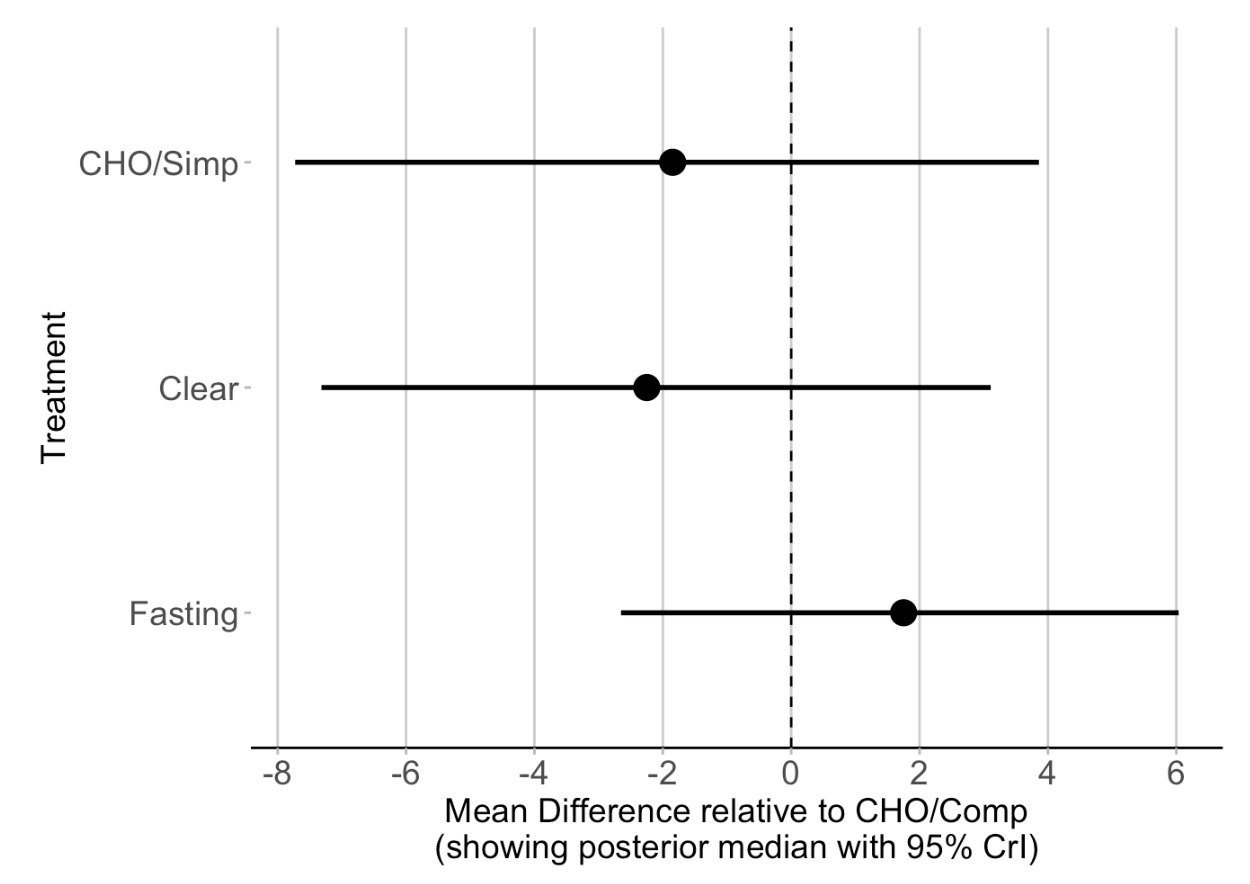 CHO/Simp
Clear
Fasting
Treatment
-8 -6 -4 -2 0 2 4 6
Mean Difference relative to CHO/Comp
(showing posterior median with 95% CrI)